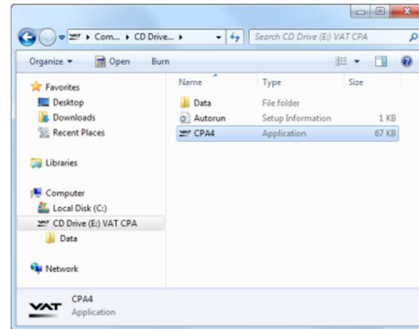 Com... ▸ CD Drive... ▸
Search CD Drive (E:) VAT CPA
Organize Open Burn
Favorites
Desktop
Downloads
Recent Places
Libraries
Computer
Local Disk (C:)
CD Drive (E:) VAT CPA
Data
Network
Name Type Size
Data File folder
Autorun Setup Information 1 KB
CPA4 Application 67 KB
VAT
CPA4
Application